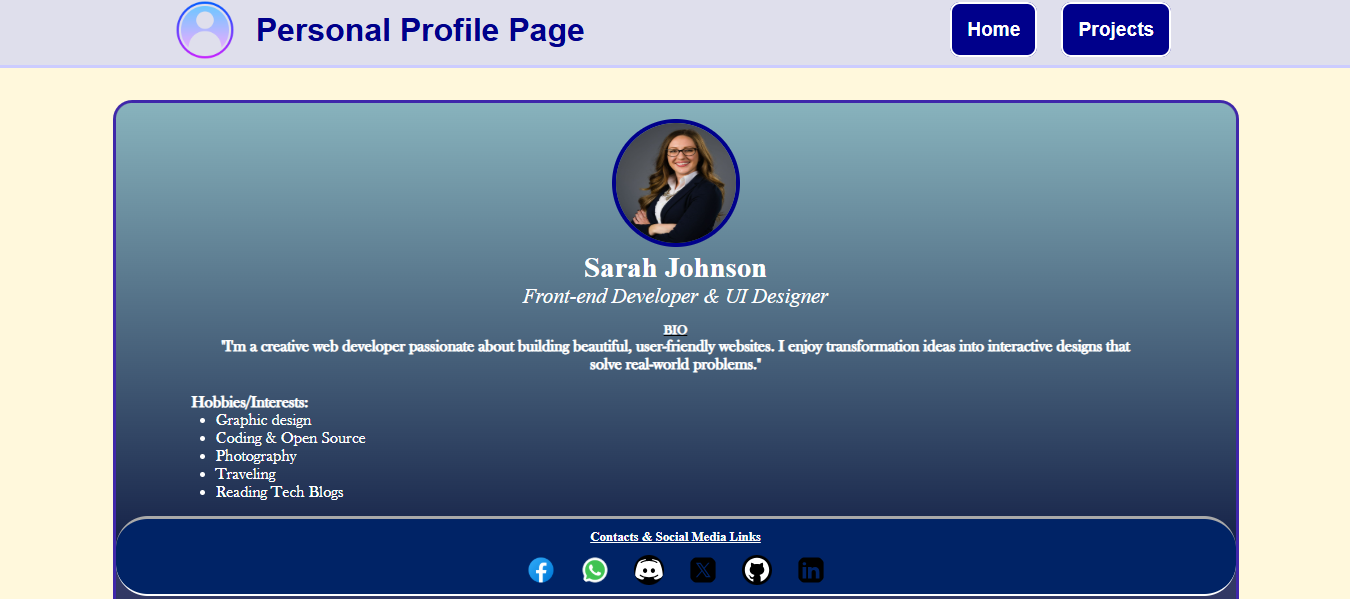 Personal Profile Page
Home
Projects
Sarah Johnson
Front-end Developer & UI Designer
BIO
"I'm a creative web developer passionate about building beautiful, user-friendly websites. I enjoy transformation ideas into interactive designs that
solve real-world problems."
Hobbies/Interests:
• Graphic design
• Coding & Open Source
• Photography
• Traveling
• Reading Tech Blogs
Contacts & Social Media Links